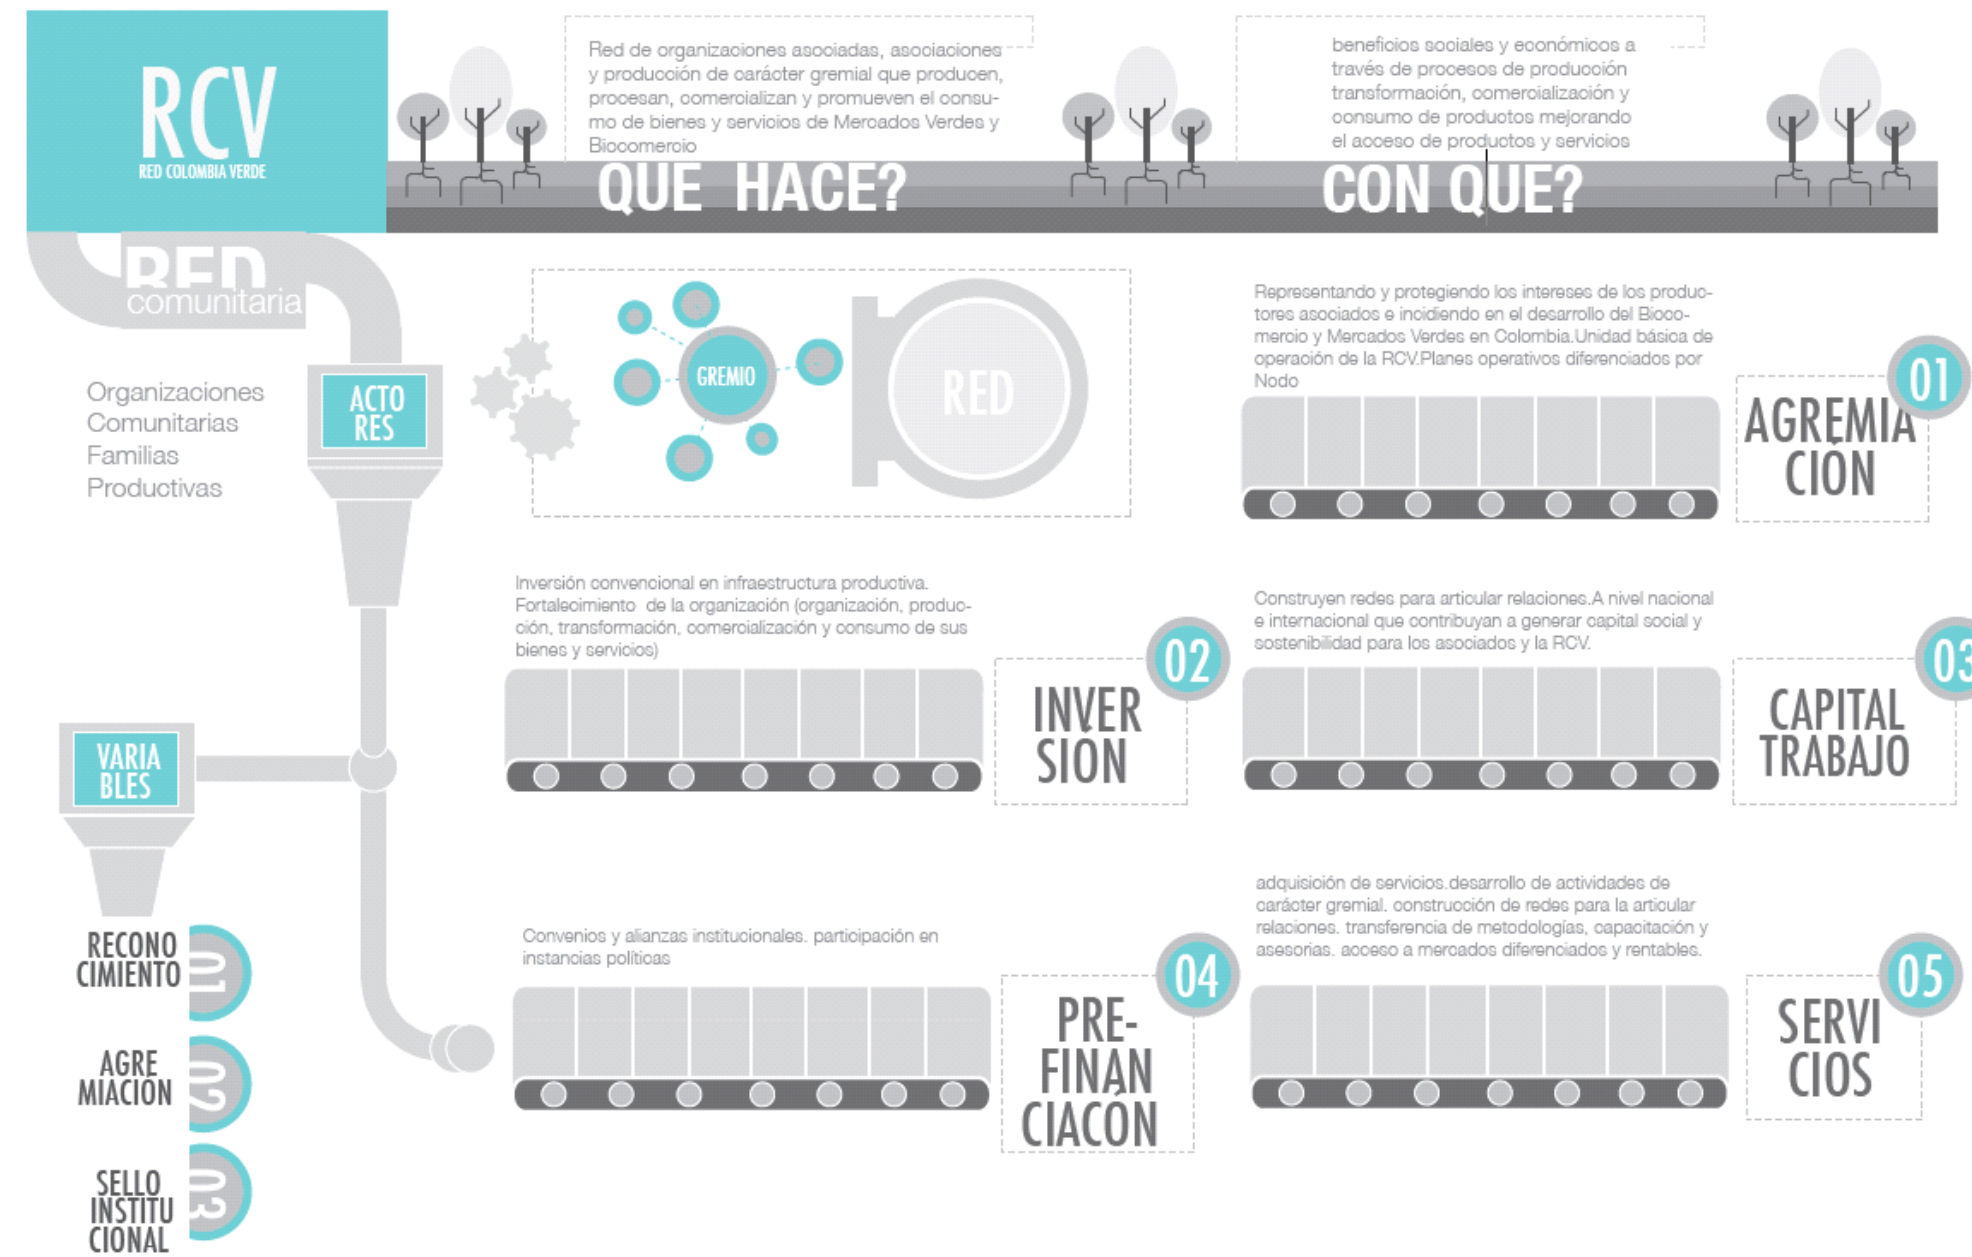 RCV
RED COLOMBIA VERDE
Red de organizaciones asociadas, asociaciones
y producción de carácter gremial que producen,
procesan, comercializan y promueven el consu-
mo de bienes y servicios de Mercados Verdes y
Biocomercio
QUE HACE?
beneficios sociales y económicos a
través de procesos de producción
transformación, comercialización y
consumo de productos mejorando
el acceso de productos y servicios
CON QUE?
RED
comunitaria
Organizaciones
Comunitarias
Familias
Productivas
ACTO
RES
GREMIO
RED
Representando y protegiendo los intereses de los produc-
tores asociados e incidiendo en el desarrollo del Bioco-
mercio y Mercados Verdes en Colombia.Unidad básica de
operación de la RCV.Planes operativos diferenciados por
Nodo
01
AGREMIA
CIÓN
Inversión convencional en infraestructura productiva.
Fortalecimiento de la organización (organización, produc-
ción, transformación, comercialización y consumo de sus
bienes y servicios)
02
INVER
SIÓN
Construyen redes para articular relaciones.A nivel nacional
e internacional que contribuyan a generar capital social y
sostenibilidad para los asociados y la RCV.
03
CAPITAL
TRABAJO
VARIA
BLES
RECONO
CIMIENTO
01
AGRE
MIACIÓN
02
SELLO
INSTITU
CIONAL
03
Convenios y alianzas institucionales. participación en
instancias políticas
04
PRE-
FINAN
CIACÓN
adquisición de servicios.desarrollo de actividades de
carácter gremial. construcción de redes para la articular
relaciones. transferencia de metodologías, capacitación y
asesorias. acceso a mercados diferenciados y rentables.
05
SERVI
CIOS